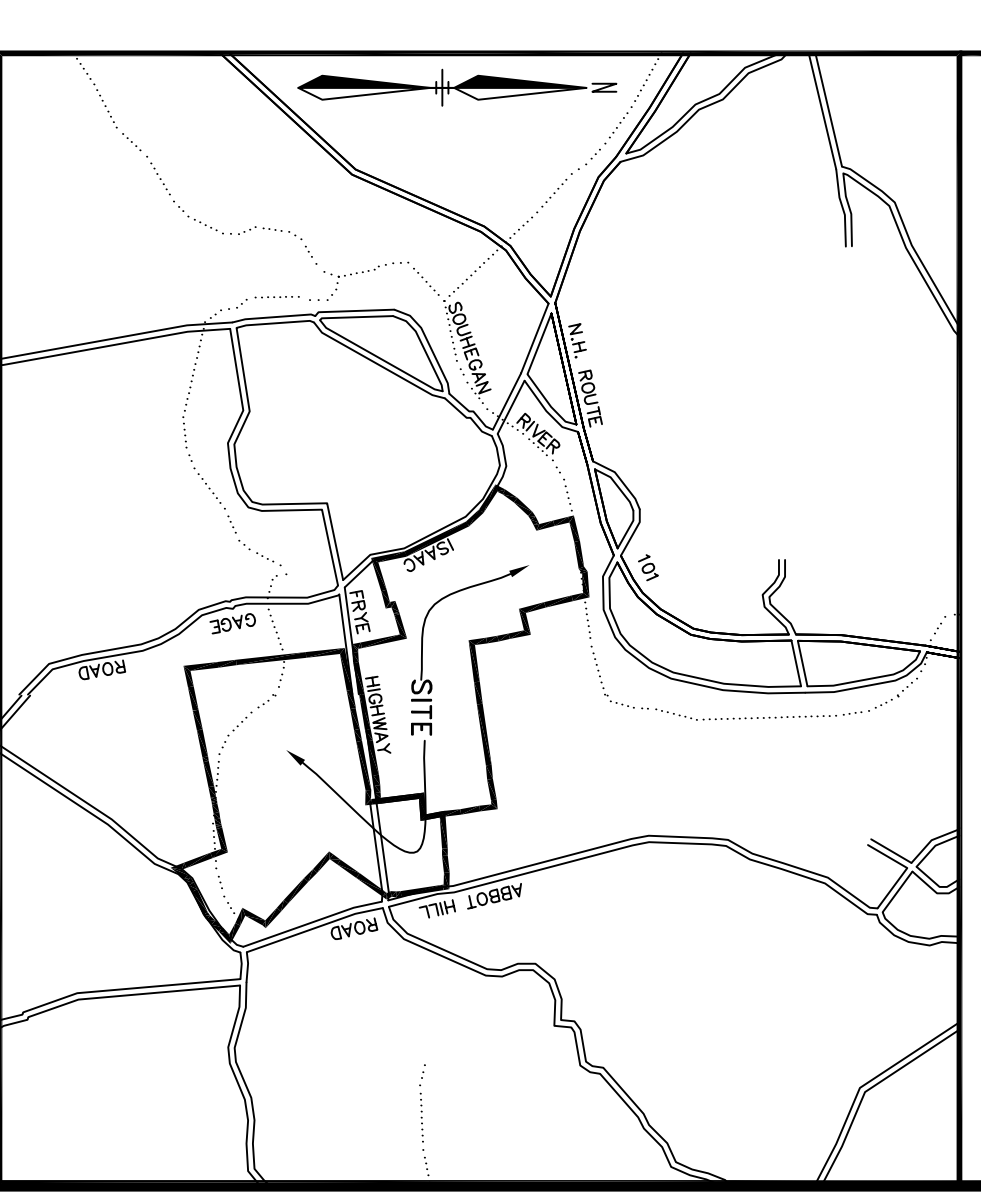 N
SOUHEGAN
RIVER
N.H. ROUTE
101
ISAAC
FRYE
HIGHWAY
GAGE
ROAD
SITE
ABBOT HILL
ROAD